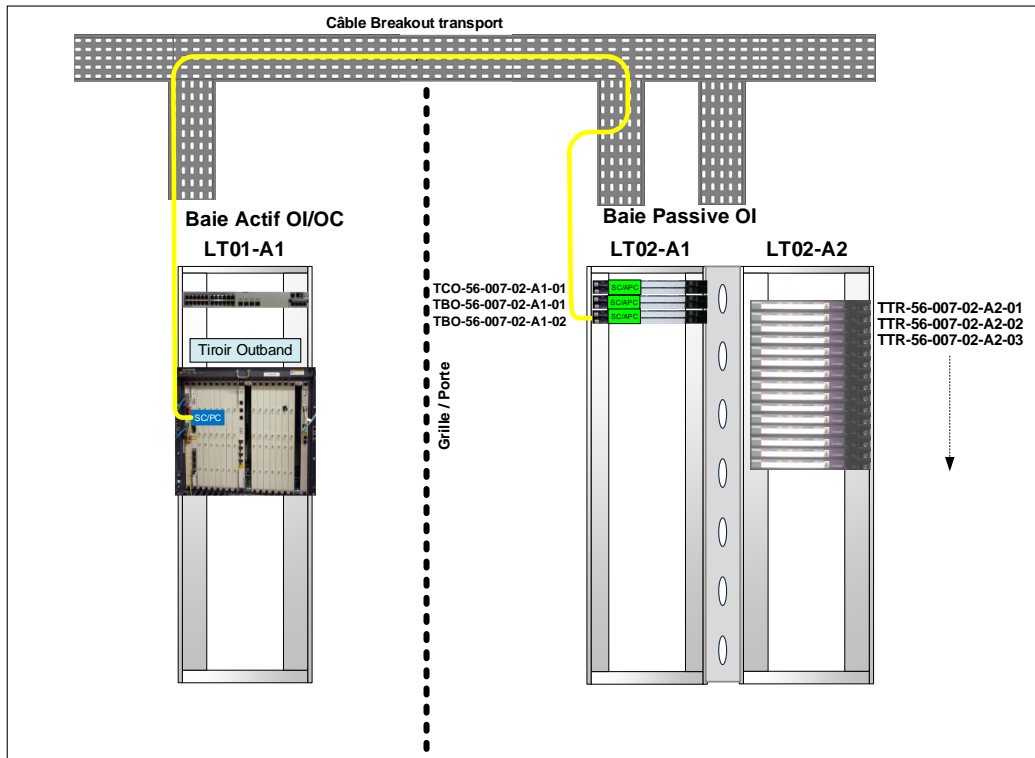 Câble Breakout transport
Baie Actif OI/OC
LT01-A1
Tiroir Outband
SC/PC
Grille / Porte
Baie Passive OI
LT02-A1
LT02-A2
TCO-56-007-02-A1-01
TBO-56-007-02-A1-01
TBO-56-007-02-A1-02
SC/APC
SC/APC
SC/APC
TTR-56-007-02-A2-01
TTR-56-007-02-A2-02
TTR-56-007-02-A2-03